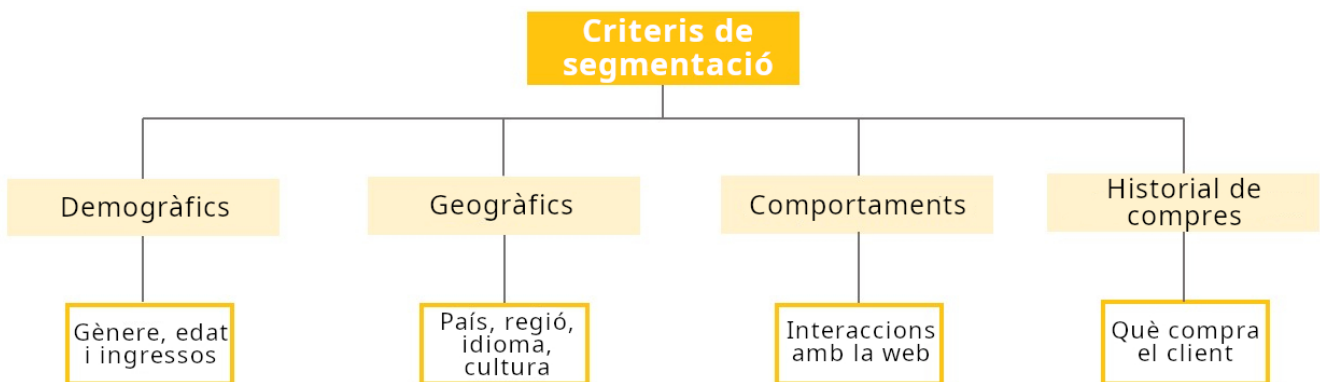 Criteris de
segmentació
Demogràfics
Geogràfics
Comportaments
Historial de
compres
Gènere, edat
i ingressos
País, regió,
idioma,
cultura
Interaccions
amb la web
Què compra
el client